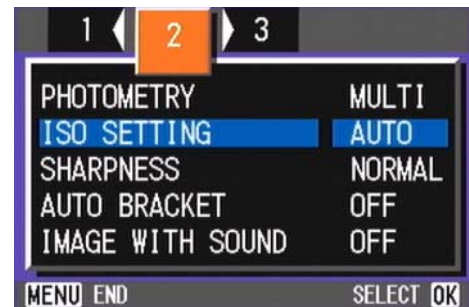 1 2 3
PHOTOMETRY MULTI
ISO SETTING AUTO
SHARPNESS NORMAL
AUTO BRACKET OFF
IMAGE WITH SOUND OFF
MENU END SELECT OK